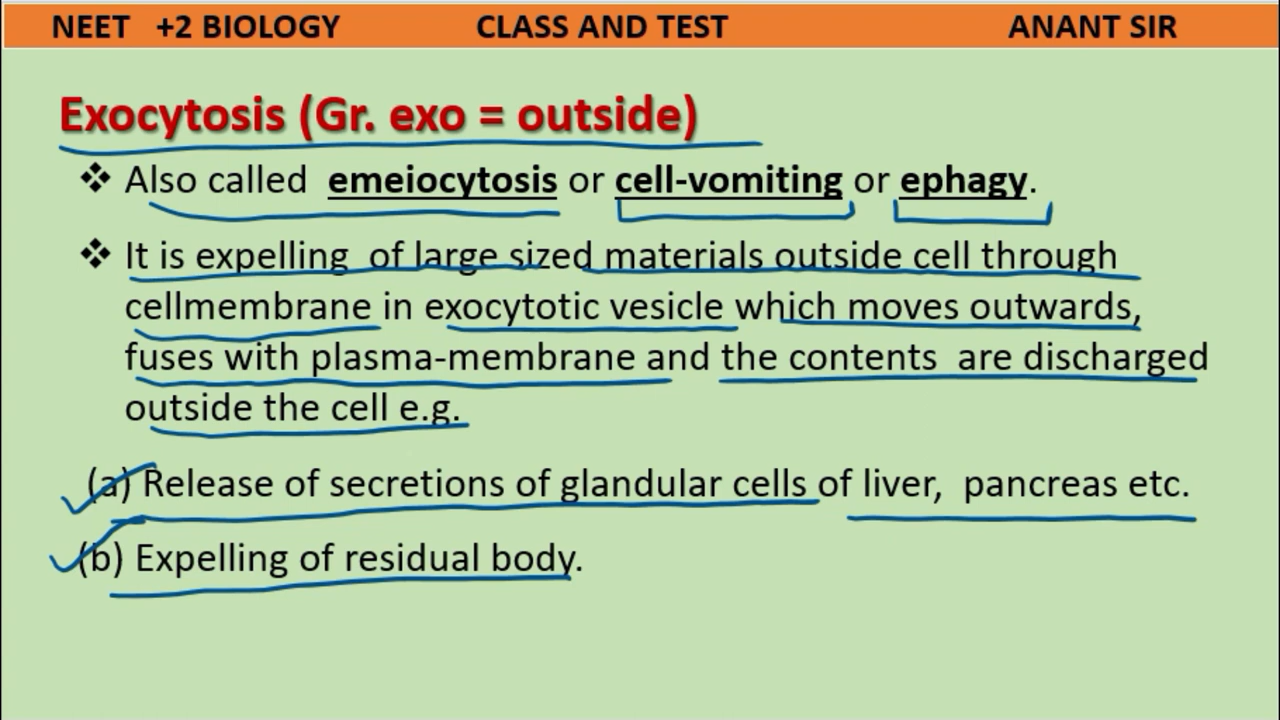 NEET +2 BIOLOGY CLASS AND TEST ANANT SIR
Exocytosis (Gr. exo = outside)
❖ Also called emeiocytosis or cell-vomiting or ephagy.
❖ It is expelling of large sized materials outside cell through
cellmembrane in exocytotic vesicle which moves outwards,
fuses with plasma-membrane and the contents are discharged
outside the cell e.g.
(a) Release of secretions of glandular cells of liver, pancreas etc.
(b) Expelling of residual body.